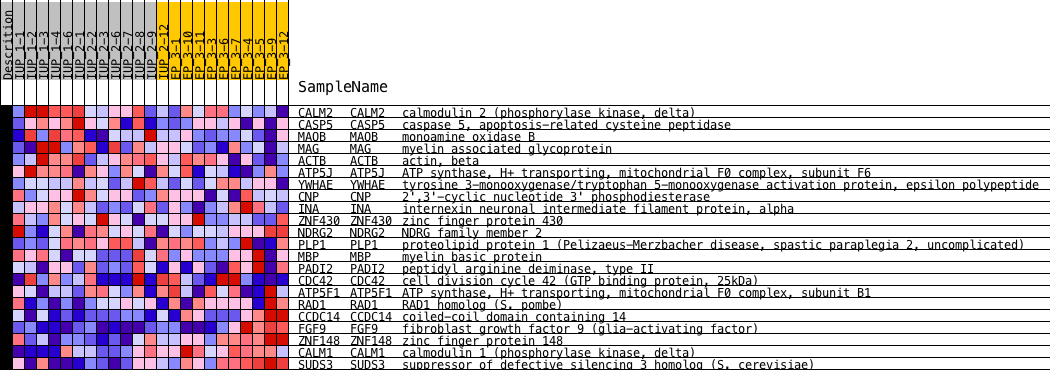 Descrition
IUP_1-1
IUP_1-2
IUP_1-3
IUP_1-4
IUP_1-6
IUP_2-1
IUP_2-2
IUP_2-3
IUP_2-6
IUP_2-7
IUP_2-8
IUP_2-9
IUP_2-12
EP_3-1
EP_3-10
EP_3-11
EP_3-3
EP_3-6
EP_3-7
EP_3-4
EP_3-5
EP_3-9
EP_3-12
SampleName
CALM2 CALM2 calmodulin 2 (phosphorylase kinase, delta)
CASP5 CASP5 caspase 5, apoptosis-related cysteine peptidase
MAOB MAOB monoamine oxidase B
MAG MAG myelin associated glycoprotein
ACTB ACTB actin, beta
ATP5J ATP5J ATP synthase, H+ transporting, mitochondrial F0 complex, subunit F6
YWHAE YWHAE tyrosine 3-monooxygenase/tryptophan 5-monooxygenase activation protein, epsilon polypeptide
CNP CNP 2',3'-cyclic nucleotide 3' phosphodiesterase
INA INA internexin neuronal intermediate filament protein, alpha
ZNF430 ZNF430 zinc finger protein 430
NDRG2 NDRG2 NDRG family member 2
PLP1 PLP1 proteolipid protein 1 (Pelizaeus-Merzbacher disease, spastic paraplegia 2, uncomplicated)
MBP MBP myelin basic protein
PADI2 PADI2 peptidyl arginine deiminase, type II
CDC42 CDC42 cell division cycle 42 (GTP binding protein, 25kDa)
ATP5F1 ATP5F1 ATP synthase, H+ transporting, mitochondrial F0 complex, subunit B1
RAD1 RAD1 RAD1 homolog (S. pombe)
CCDC14 CCDC14 coiled-coil domain containing 14
FGF9 FGF9 fibroblast growth factor 9 (glia-activating factor)
ZNF148 ZNF148 zinc finger protein 148
CALM1 CALM1 calmodulin 1 (phosphorylase kinase, delta)
SUDS3 SUDS3 suppressor of defective silencing 3 homolog (S. cerevisiae)